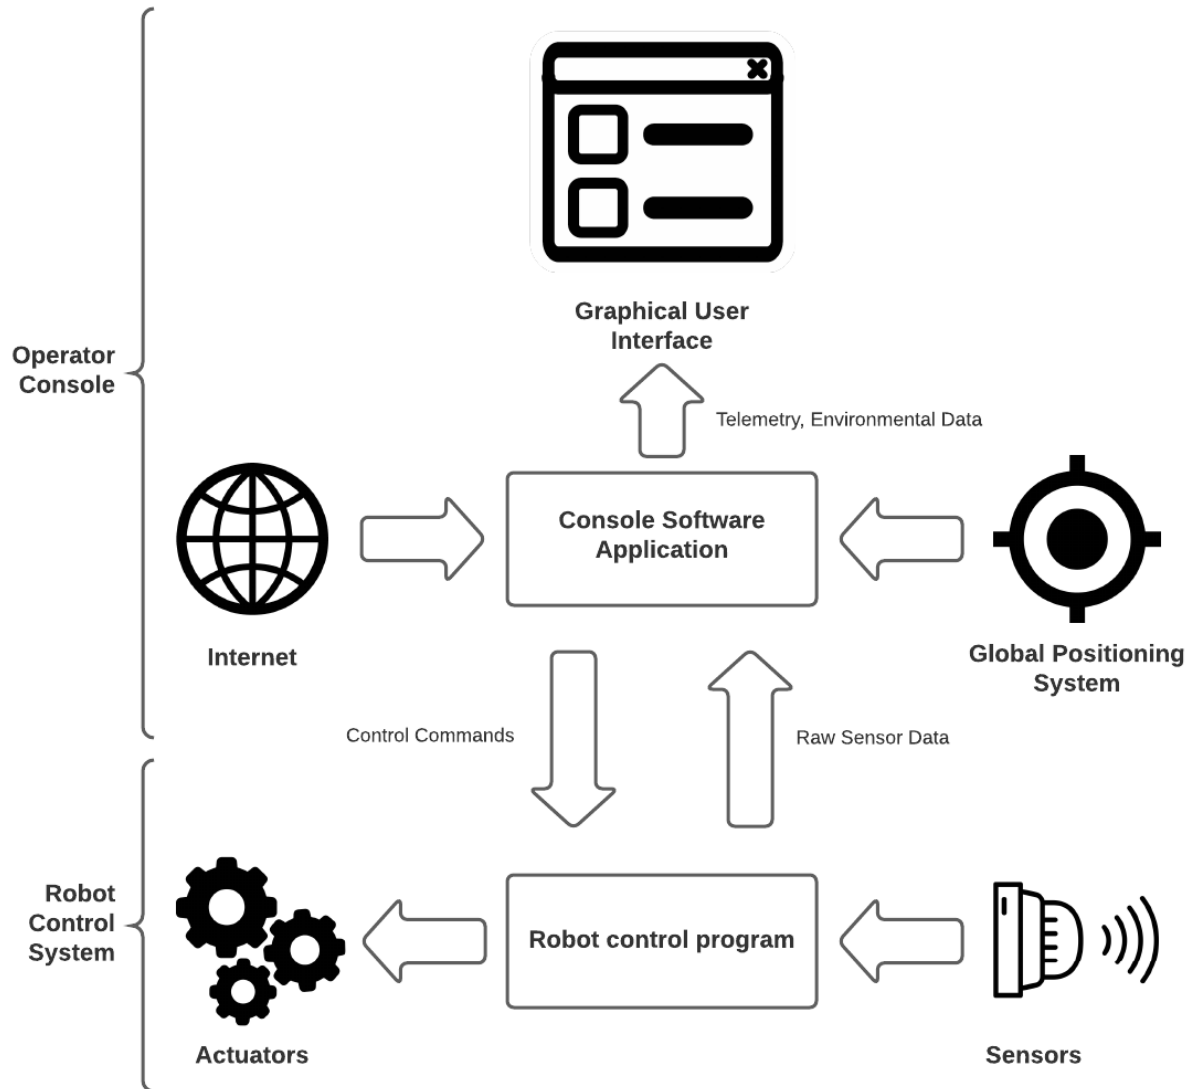 Graphical User
Interface
Operator
Console
Telemetry, Environmental Data
Console Software
Application
Internet
Global Positioning
System
Control Commands
Raw Sensor Data
Robot
Control
System
Robot control program
Actuators
Sensors